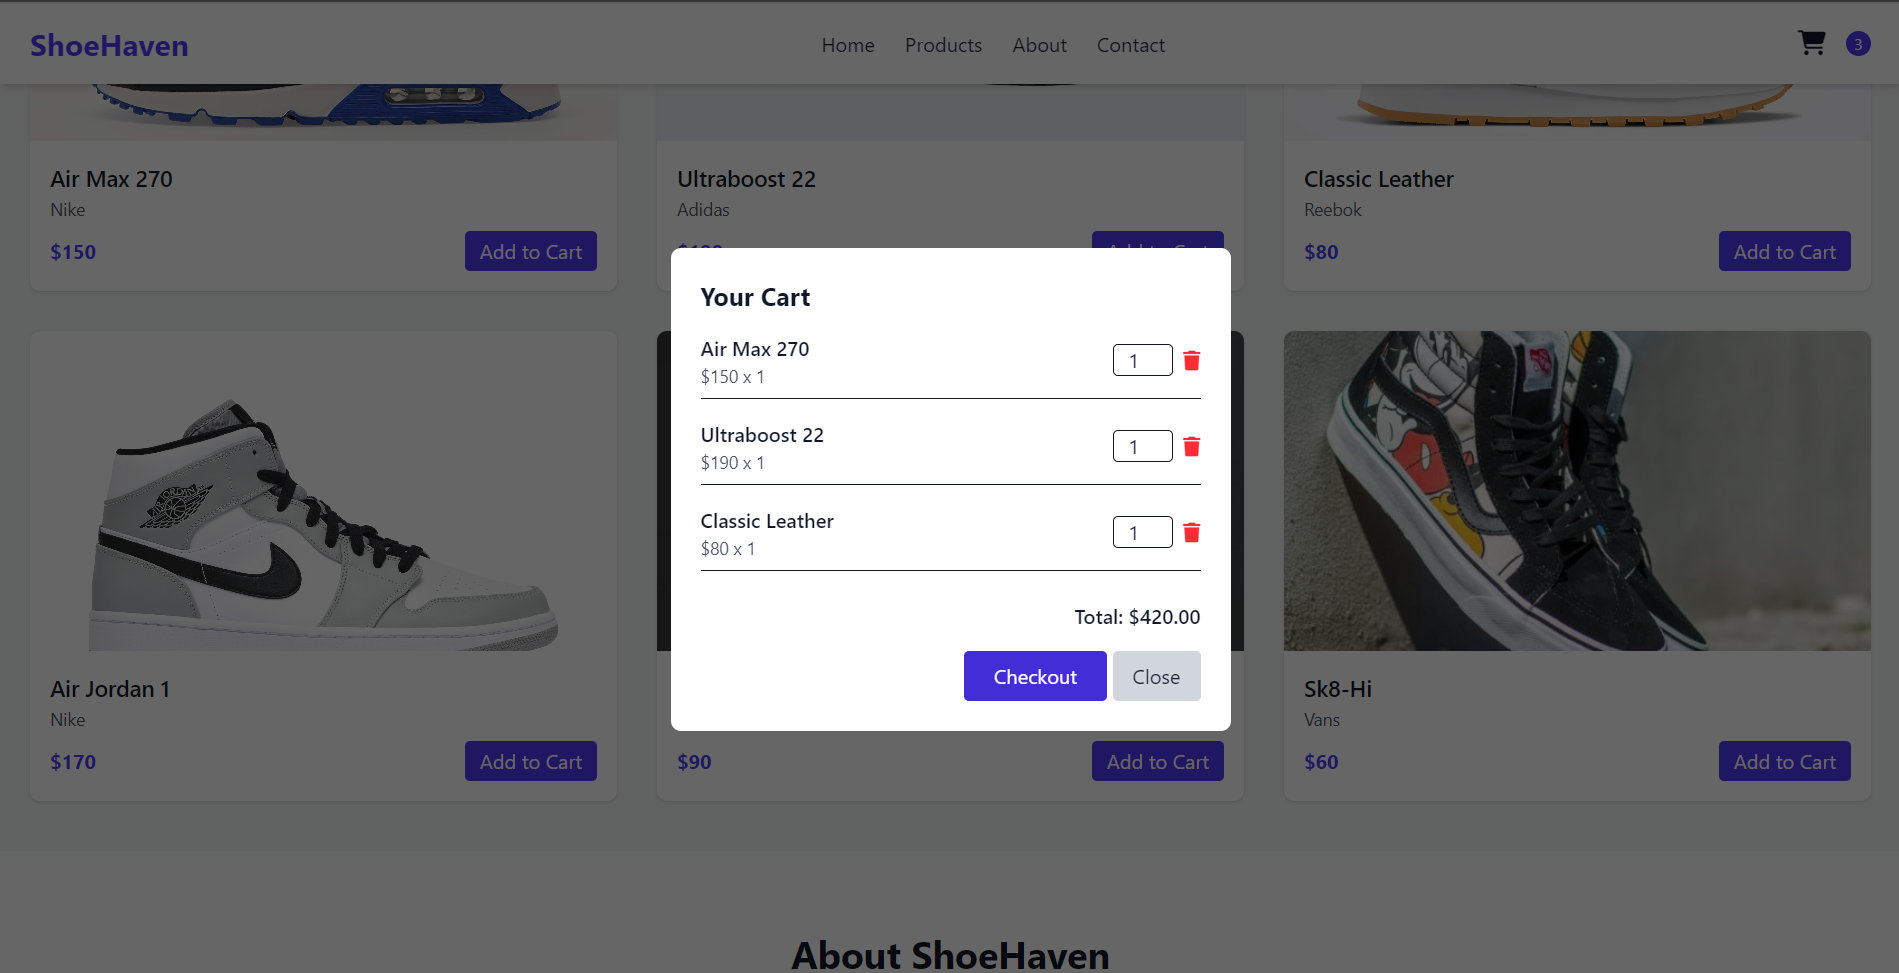 ShoeHaven
Home Products About Contact
3
Air Max 270
Nike
$150
Add to Cart
Ultraboost 22
Adidas
Classic Leather
Reebok
$80
Add to Cart
Your Cart
Air Max 270
$150 x 1
1
Ultraboost 22
$190 x 1
1
Classic Leather
$80 x 1
1
Total: $420.00
Checkout
Close
Air Jordan 1
Nike
$170
Add to Cart
$90
Add to Cart
Sk8-Hi
Vans
$60
Add to Cart
About ShoeHaven